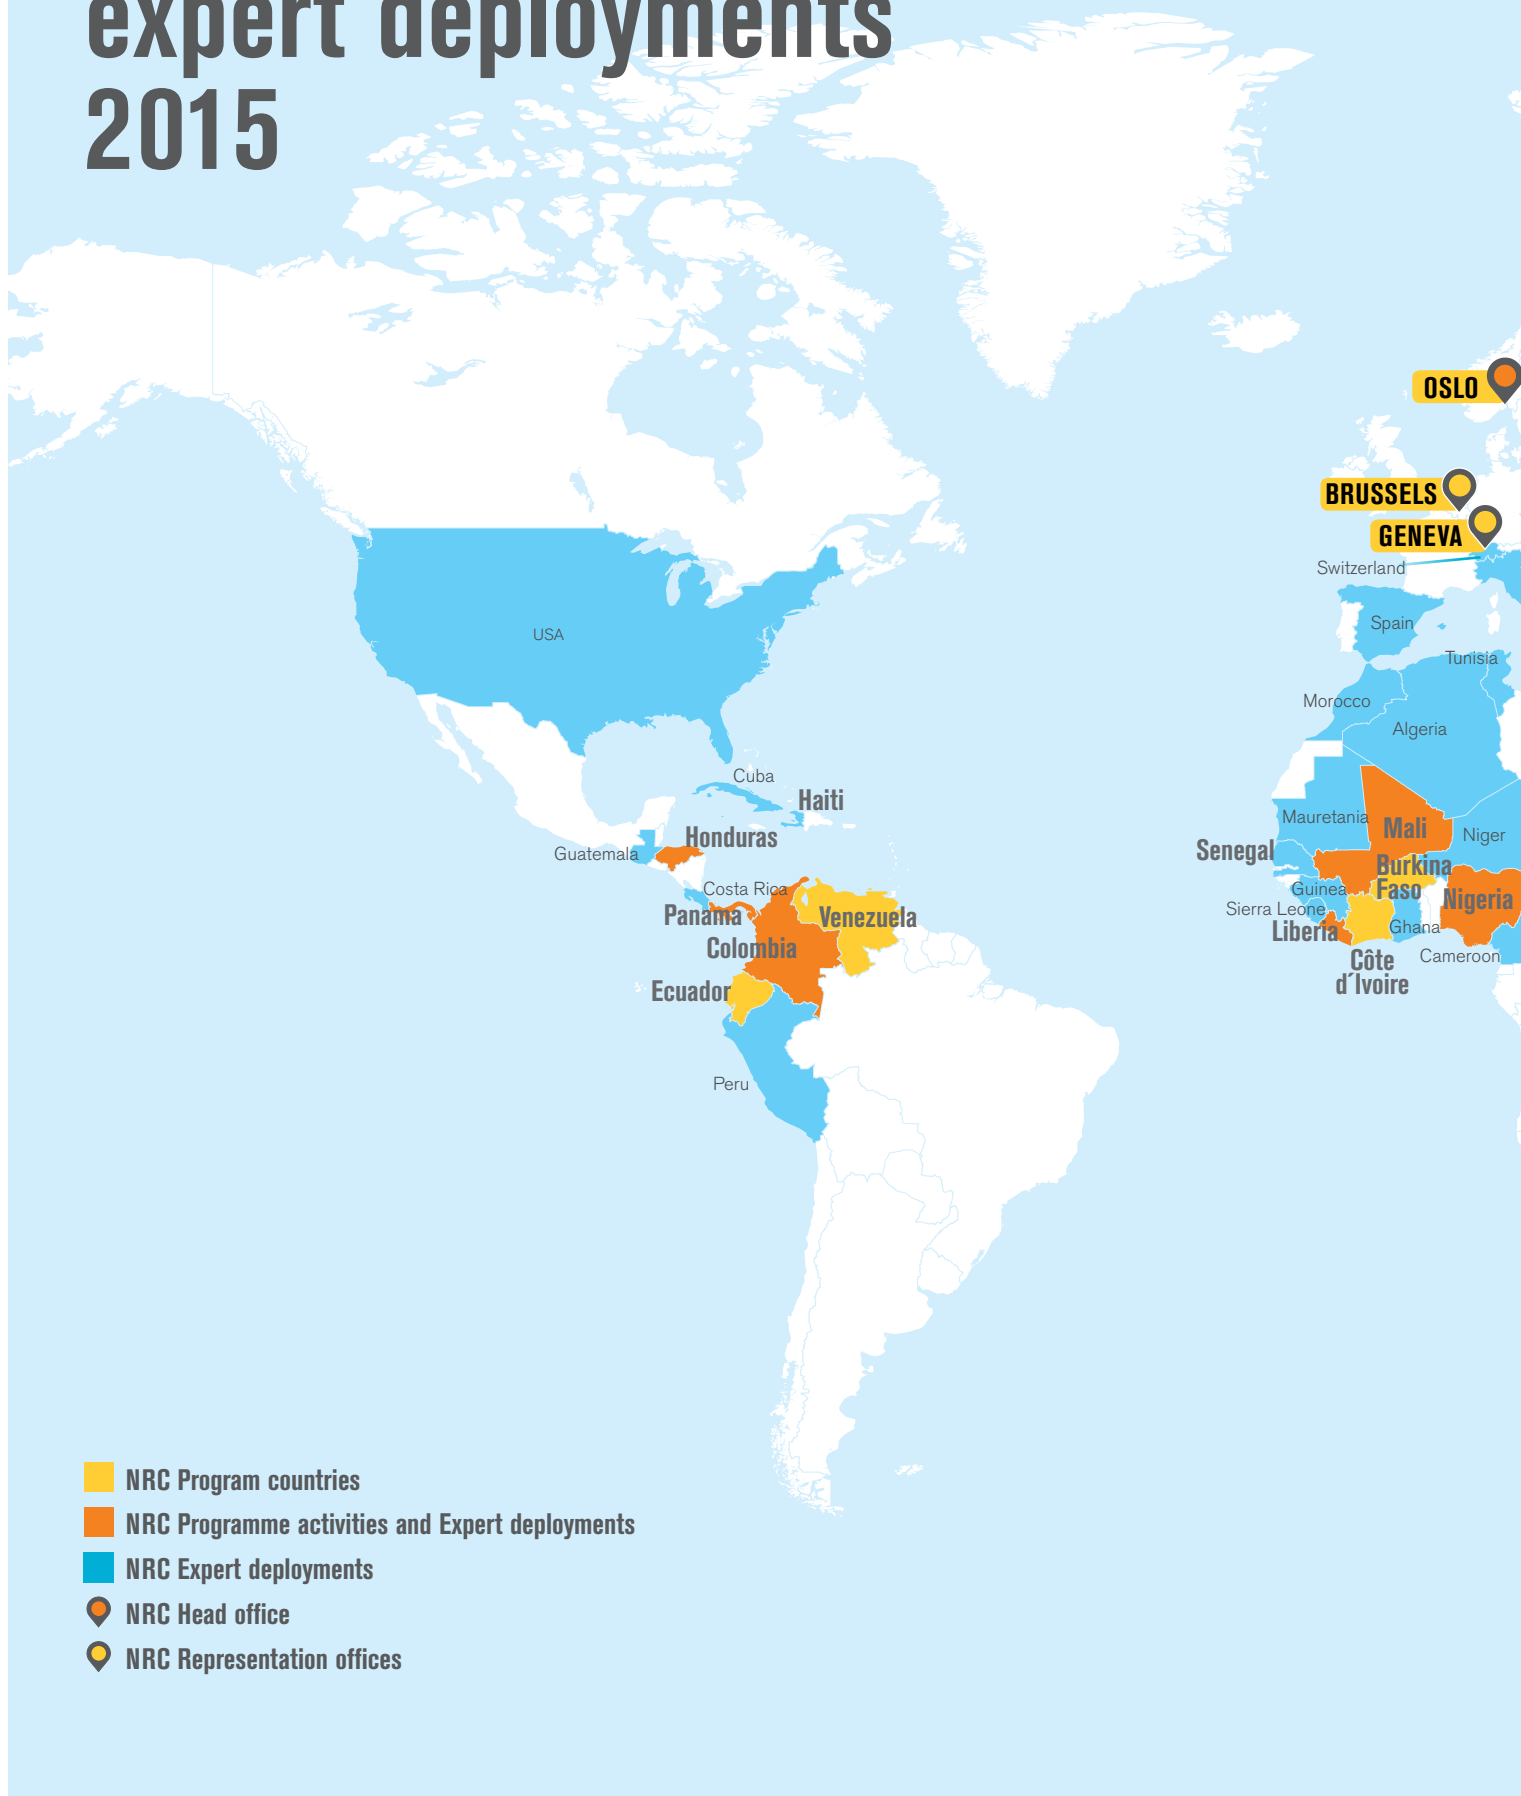 expert deployments
2015
OSLO
BRUSSELS
GENEVA
Switzerland
Spain
USA
Tunisia
Morocco
Algeria
Cuba
Haiti
Mauretania
Mali
Niger
Honduras
Guatemala
Senegal
Burkina
Faso
Costa Rica
Guinea
Nigeria
Panama
Venezuela
Sierra Leone
Ghana
Liberia
Colombia
Cameroon
Côte
d´Ivoire
Ecuador
Peru
NRC Program countries
NRC Programme activities and Expert deployments
NRC Expert deployments
NRC Head office
NRC Representation offices